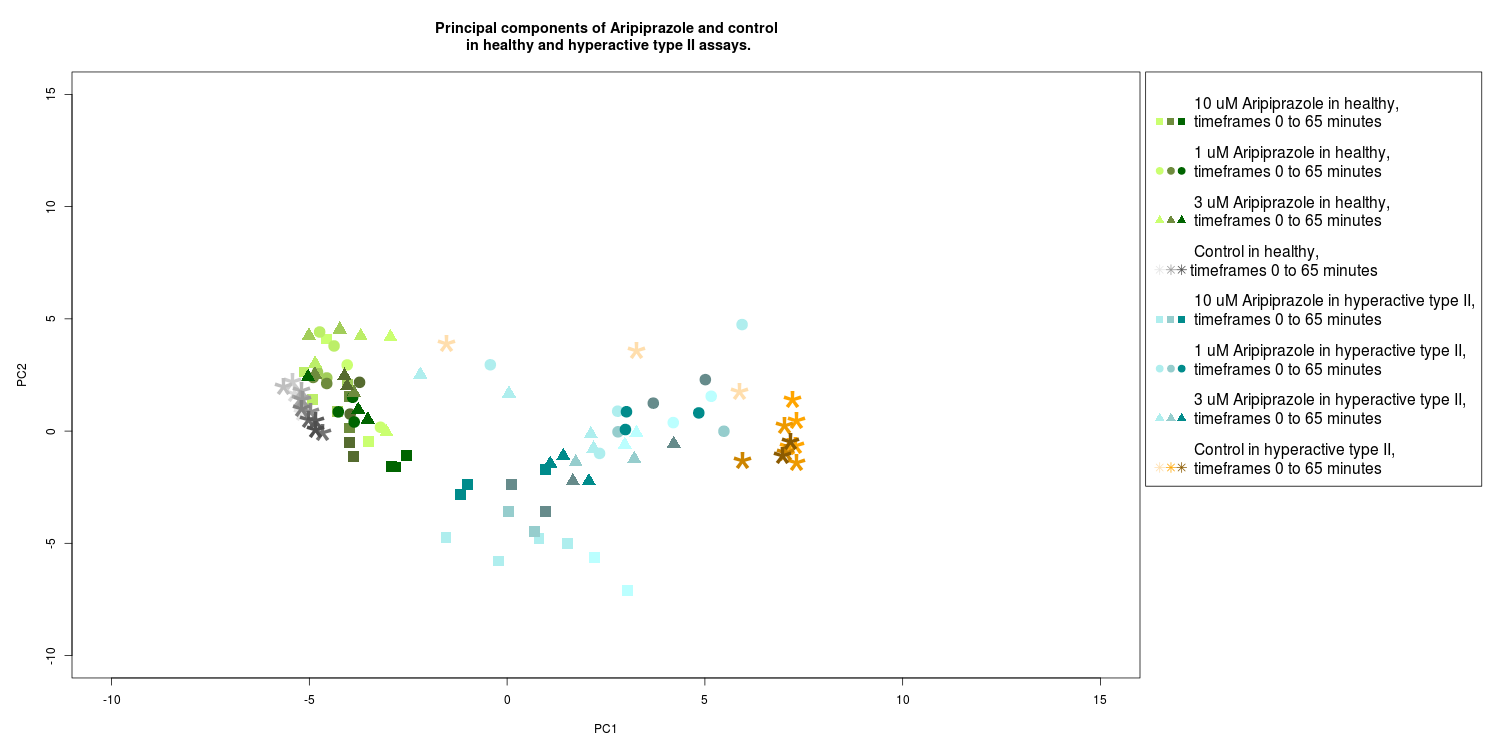 Principal components of Aripiprazole and control
in healthy and hyperactive type II assays.
15
10
5
0
-5
-10
PC2
-10
-5
0
5
10
15
PC1
10 uM Aripiprazole in healthy,
timeframes 0 to 65 minutes
1 uM Aripiprazole in healthy,
timeframes 0 to 65 minutes
3 uM Aripiprazole in healthy,
timeframes 0 to 65 minutes
Control in healthy,
timeframes 0 to 65 minutes
10 uM Aripiprazole in hyperactive type II,
timeframes 0 to 65 minutes
1 uM Aripiprazole in hyperactive type II,
timeframes 0 to 65 minutes
3 uM Aripiprazole in hyperactive type II,
timeframes 0 to 65 minutes
Control in hyperactive type II,
timeframes 0 to 65 minutes